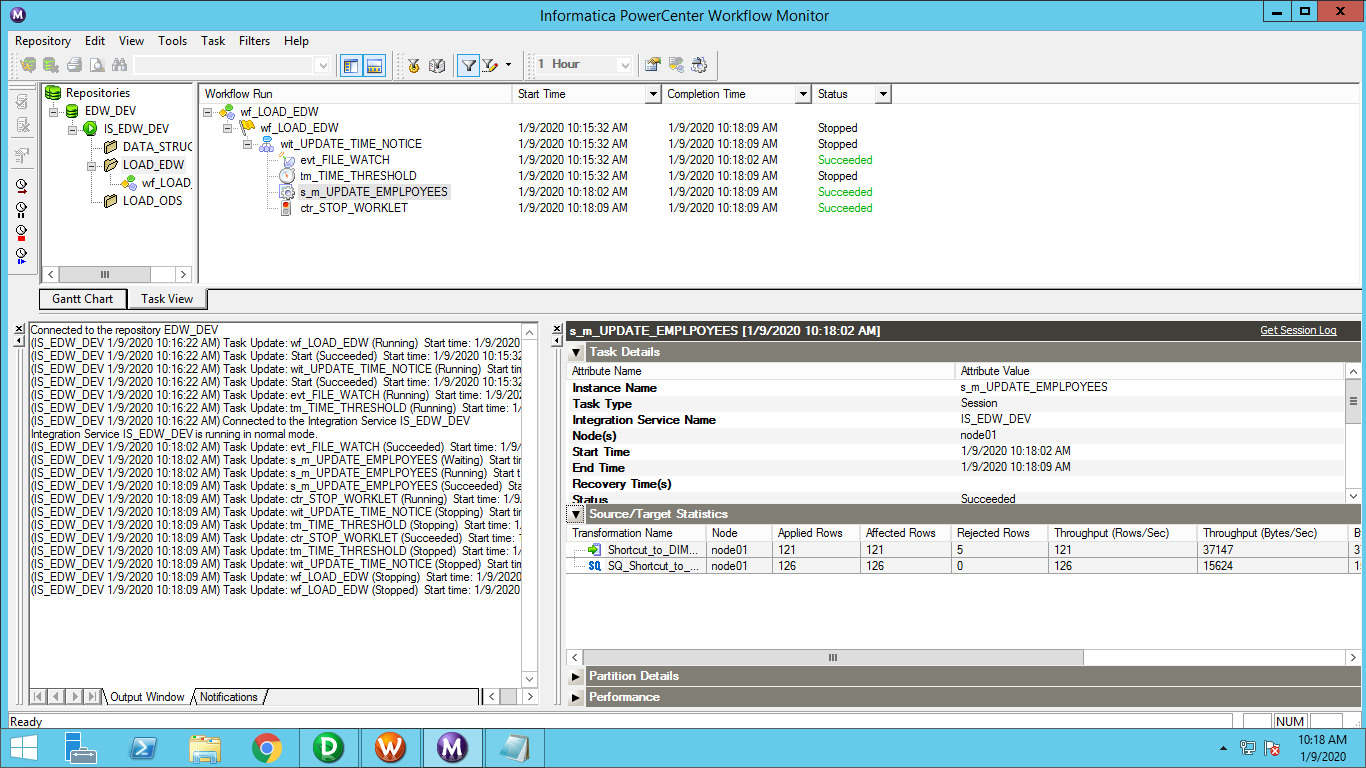 Informatica PowerCenter Workflow Monitor
Repository Edit View Tools Task Filters Help
1 Hour
Repositories
EDW_DEV
IS_EDW_DEV
DATA_STRUC
LOAD_EDW
wf_LOAD_
LOAD_ODS
Workflow Run Start Time Completion Time Status
wf_LOAD_EDW
wf_LOAD_EDW 1/9/2020 10:15:32 AM 1/9/2020 10:18:09 AM Stopped
wit_UPDATE_TIME_NOTICE 1/9/2020 10:15:32 AM 1/9/2020 10:18:09 AM Stopped
evt_FILE_WATCH 1/9/2020 10:15:32 AM 1/9/2020 10:18:02 AM Succeeded
tm_TIME_THRESHOLD 1/9/2020 10:15:32 AM 1/9/2020 10:18:09 AM Stopped
s_m_UPDATE_EMPLPOYEES 1/9/2020 10:18:02 AM 1/9/2020 10:18:09 AM Succeeded
ctr_STOP_WORKLET 1/9/2020 10:18:09 AM 1/9/2020 10:18:09 AM Succeeded
Gantt Chart Task View
Connected to the repository EDW_DEV
(IS_EDW_DEV 1/9/2020 10:16:22 AM) Task Update: wf_LOAD_EDW (Running) Start time: 1/9/2020
(IS_EDW_DEV 1/9/2020 10:16:22 AM) Task Update: Start (Succeeded) Start time: 1/9/2020 10:15:32
(IS_EDW_DEV 1/9/2020 10:16:22 AM) Task Update: wit_UPDATE_TIME_NOTICE (Running) Start tim
(IS_EDW_DEV 1/9/2020 10:16:22 AM) Task Update: Start (Succeeded) Start time: 1/9/2020 10:15:32
(IS_EDW_DEV 1/9/2020 10:16:22 AM) Task Update: evt_FILE_WATCH (Running) Start time: 1/9/20
(IS_EDW_DEV 1/9/2020 10:16:22 AM) Task Update: tm_TIME_THRESHOLD (Running) Start time: 1/
(IS_EDW_DEV 1/9/2020 10:16:22 AM) Connected to the Integration Service IS_EDW_DEV
Integration Service IS_EDW_DEV is running in normal mode.
(IS_EDW_DEV 1/9/2020 10:18:02 AM) Task Update: evt_FILE_WATCH (Succeeded) Start time: 1/9/
(IS_EDW_DEV 1/9/2020 10:18:02 AM) Task Update: s_m_UPDATE_EMPLPOYEES (Waiting) Start tir
(IS_EDW_DEV 1/9/2020 10:18:02 AM) Task Update: s_m_UPDATE_EMPLPOYEES (Running) Start ti
(IS_EDW_DEV 1/9/2020 10:18:09 AM) Task Update: s_m_UPDATE_EMPLPOYEES (Succeeded) Start
(IS_EDW_DEV 1/9/2020 10:18:09 AM) Task Update: ctr_STOP_WORKLET (Running) Start time: 1/9
(IS_EDW_DEV 1/9/2020 10:18:09 AM) Task Update: wit_UPDATE_TIME_NOTICE (Stopping) Start tim
(IS_EDW_DEV 1/9/2020 10:18:09 AM) Task Update: tm_TIME_THRESHOLD (Stopping) Start time: 1/
(IS_EDW_DEV 1/9/2020 10:18:09 AM) Task Update: ctr_STOP_WORKLET (Succeeded) Start time: 1
(IS_EDW_DEV 1/9/2020 10:18:09 AM) Task Update: tm_TIME_THRESHOLD (Stopped) Start time: 1/
(IS_EDW_DEV 1/9/2020 10:18:09 AM) Task Update: wit_UPDATE_TIME_NOTICE (Stopped) Start tim
(IS_EDW_DEV 1/9/2020 10:18:09 AM) Task Update: wf_LOAD_EDW (Stopping) Start time: 1/9/2020
(IS_EDW_DEV 1/9/2020 10:18:09 AM) Task Update: wf_LOAD_EDW (Stopped) Start time: 1/9/2020
Output Window Notifications
s_m_UPDATE_EMPLPOYEES [1/9/2020 10:18:02 AM] Get Session Log
Task Details
Attribute Name Attribute Value
Instance Name s_m_UPDATE_EMPLPOYEES
Task Type Session
Integration Service Name IS_EDW_DEV
Node(s) node01
Start Time 1/9/2020 10:18:02 AM
End Time 1/9/2020 10:18:09 AM
Recovery Time(s)
Status Succeeded
Source/Target Statistics
Transformation Name Node Applied Rows Affected Rows Rejected Rows Throughput (Rows/Sec) Throughput (Bytes/Sec) B
Shortcut_to_DIM... node01 121 121 5 121 37147 3
SQ SQ_Shortcut_to_... node01 126 126 0 126 15624 1
Partition Details
Performance
Ready NUM
10:18 AM
1/9/2020